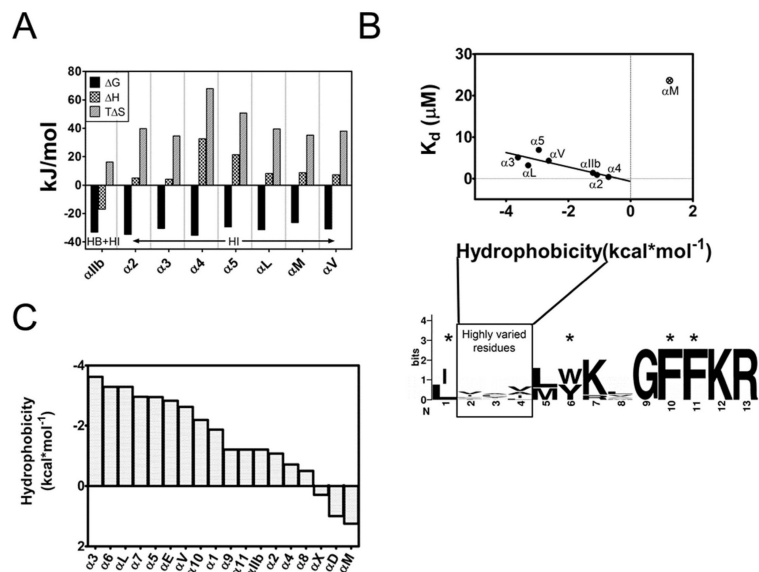 A
80
60
40
20
0
-20
-40
kJ/mol
ΔG
ΔH
TΔS
HB+HI
HI
αIIb
α2
α3
α4
α5
αL
αM
αV
B
30
20
10
0
Kd (μM)
αM
α5
α3
αV
αL
αIIb
α4
α2
-4
-2
0
2
Hydrophobicity(kcal*mol-1)
Highly varied
residues
bits
4
3
2
1
0
* * * *
I L W K G F F K R
L M Y
N
1 2 3 4 5 6 7 8 9 10 11 12 13
C
-4
-2
0
2
Hydrophobicity
(kcal*mol-1)
α3
α6
αL
α7
α5
αE
αV
α10
α1
α9
α11
αIIb
α2
α4
α8
αX
αD
αM